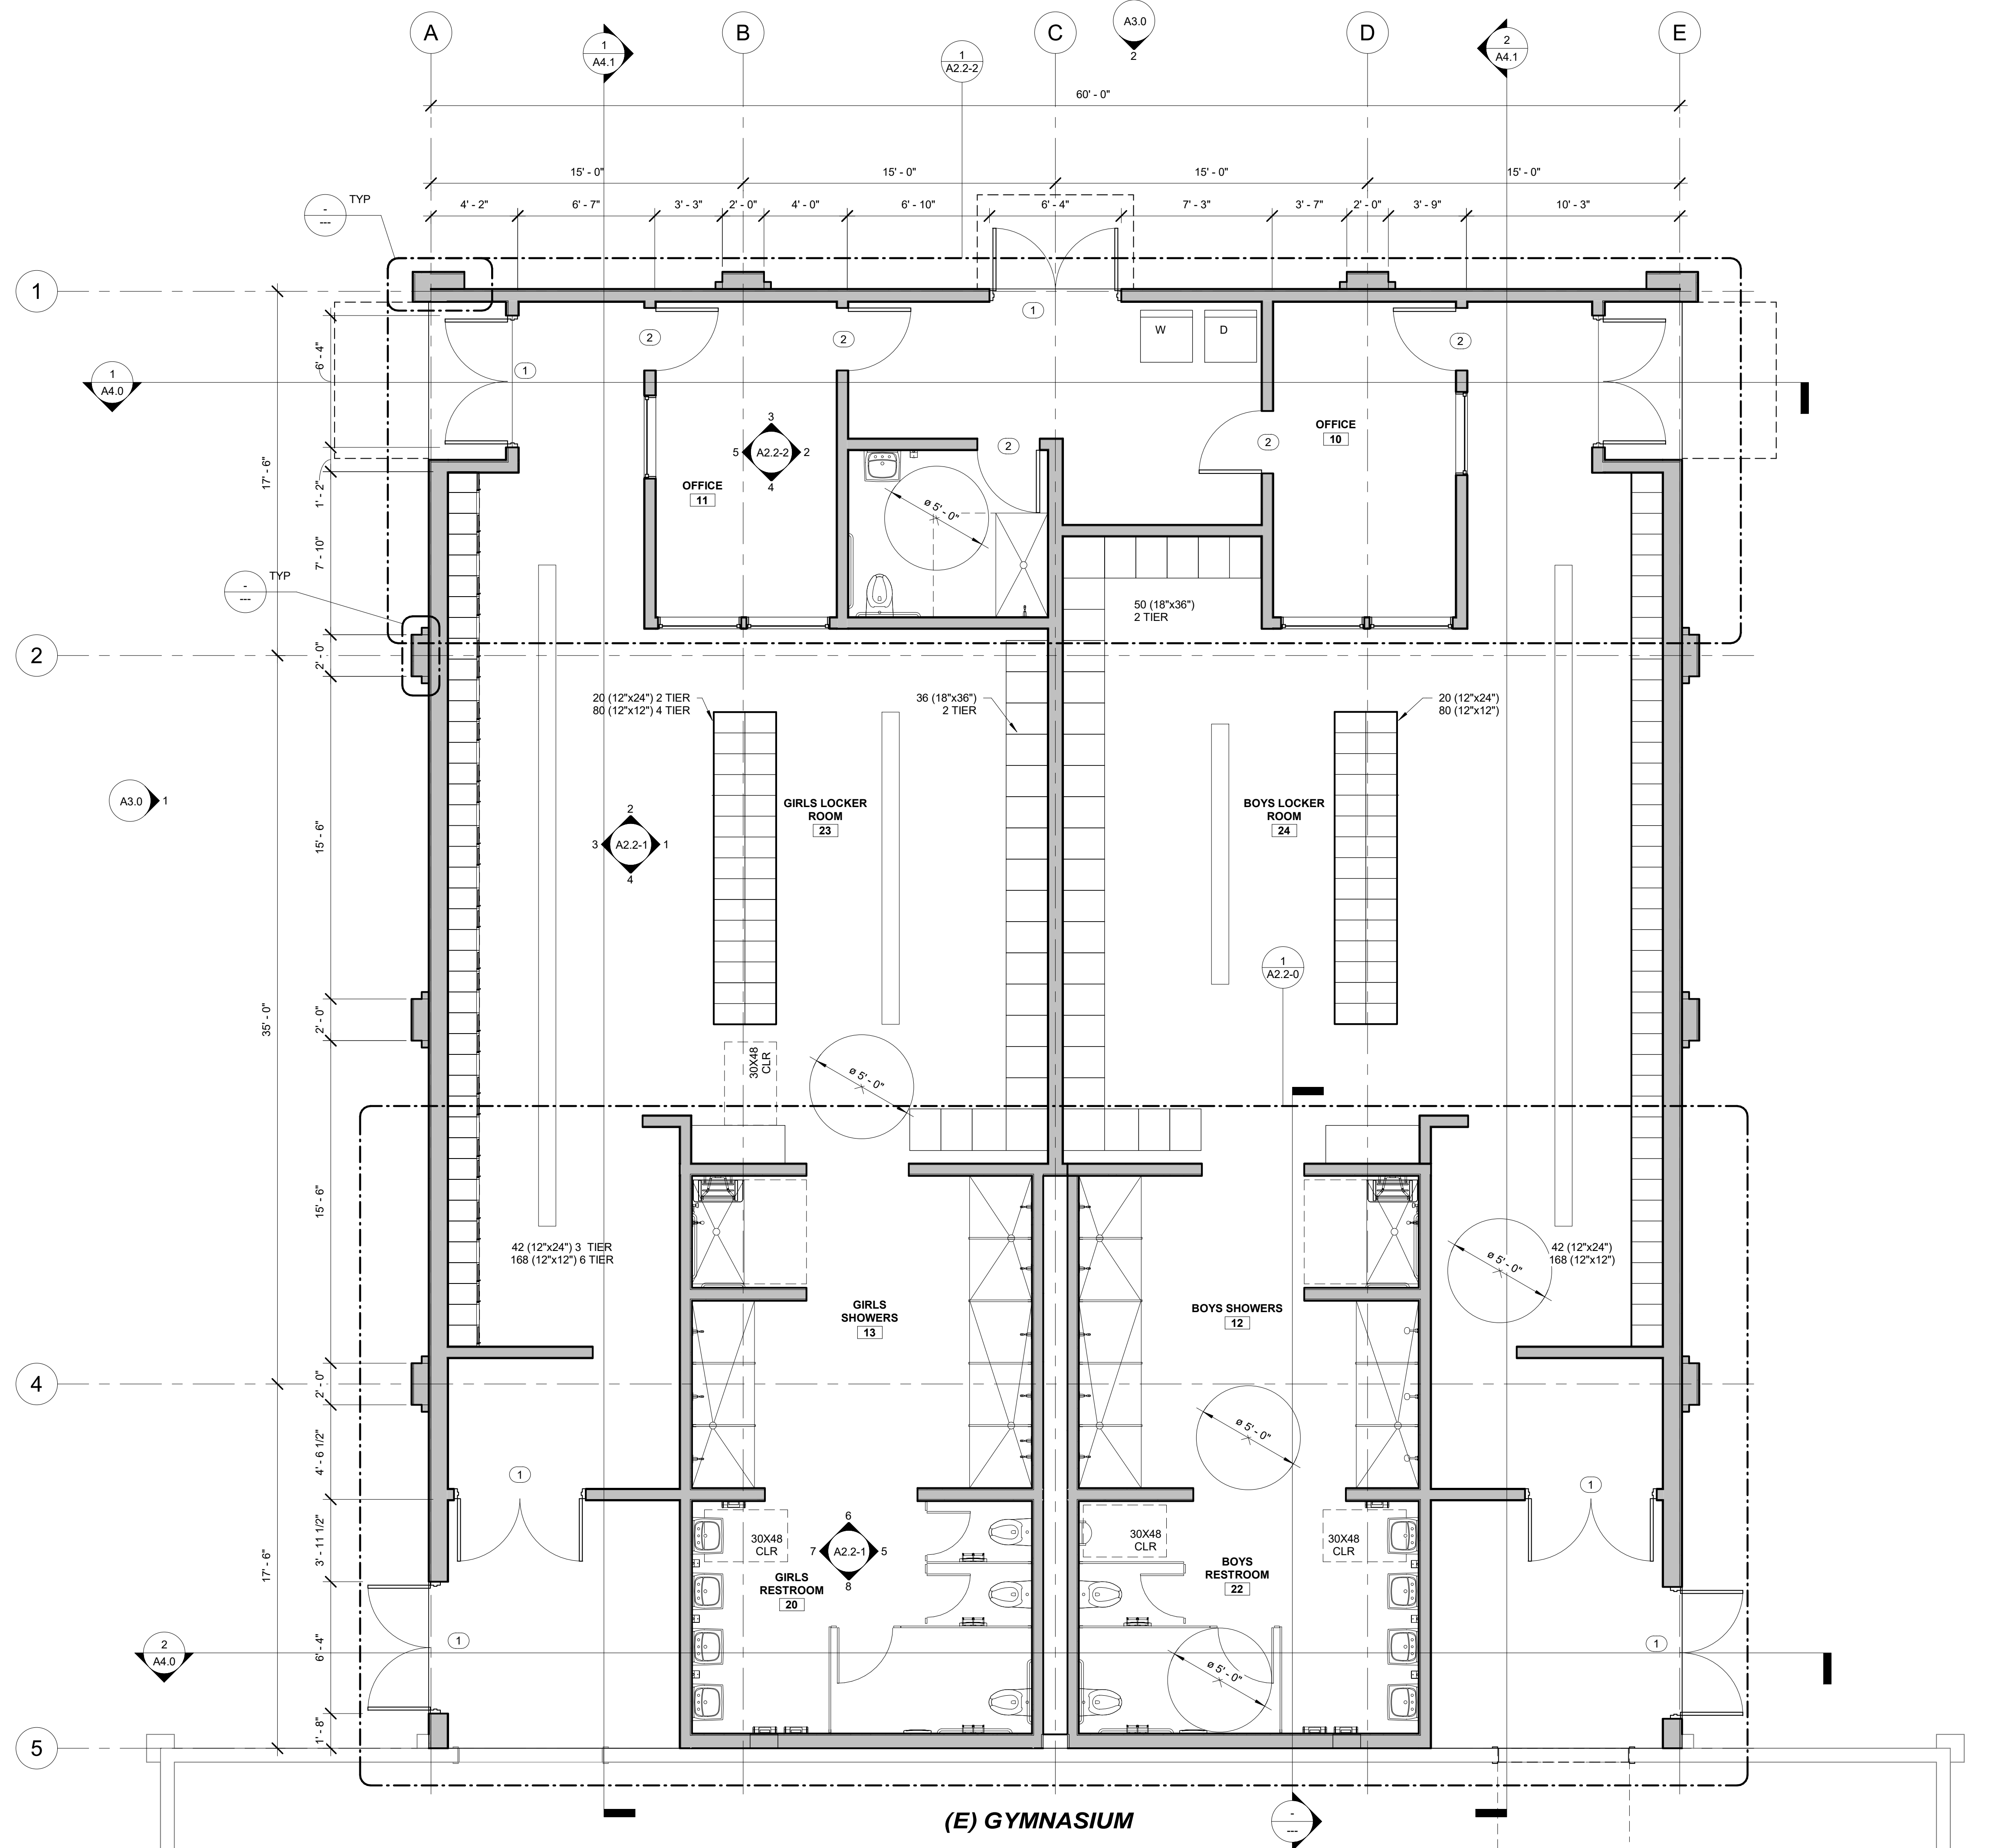 A
B
C
D
E
1
A4.1
1
A2.2-2
A3.0
2
2
A4.1
60' - 0"
15' - 0"
15' - 0"
15' - 0"
15' - 0"
-
---
TYP
4' - 2"
6' - 7"
3' - 3"
2' - 0"
4' - 0"
6' - 10"
6' - 4"
7' - 3"
3' - 7"
2' - 0"
3' - 9"
10' - 3"
1
1
W
D
2
2
2
6' - 4"
1
1
A4.0
OFFICE
10
2
2
3
5
A2.2-2
2
4
17' - 6"
1' - 2"
OFFICE
11
ø 5' - 0"
7' - 10"
-
---
TYP
50 (18"x36")
2 TIER
2
2' - 0"
20 (12"x24") 2 TIER
80 (12"x12") 4 TIER
36 (18"x36")
2 TIER
20 (12"x24")
80 (12"x12")
A3.0
1
15' - 6"
GIRLS LOCKER
ROOM
23
BOYS LOCKER
ROOM
24
2
3
A2.2-1
1
4
1
A2.2-0
35' - 0"
2' - 0"
30X48
CLR
ø 5' - 0"
15' - 6"
42 (12"x24") 3 TIER
168 (12"x12") 6 TIER
42 (12"x24")
168 (12"x12")
ø 5' - 0"
GIRLS
SHOWERS
13
BOYS SHOWERS
12
4
2' - 0"
4' - 6 1/2"
ø 5' - 0"
1
1
3' - 11 1/2"
17' - 6"
30X48
CLR
6
7
A2.2-1
5
8
30X48
CLR
30X48
CLR
GIRLS
RESTROOM
20
BOYS
RESTROOM
22
6' - 4"
1
1
2
A4.0
ø 5' - 0"
1' - 8"
5
(E) GYMNASIUM
-
---